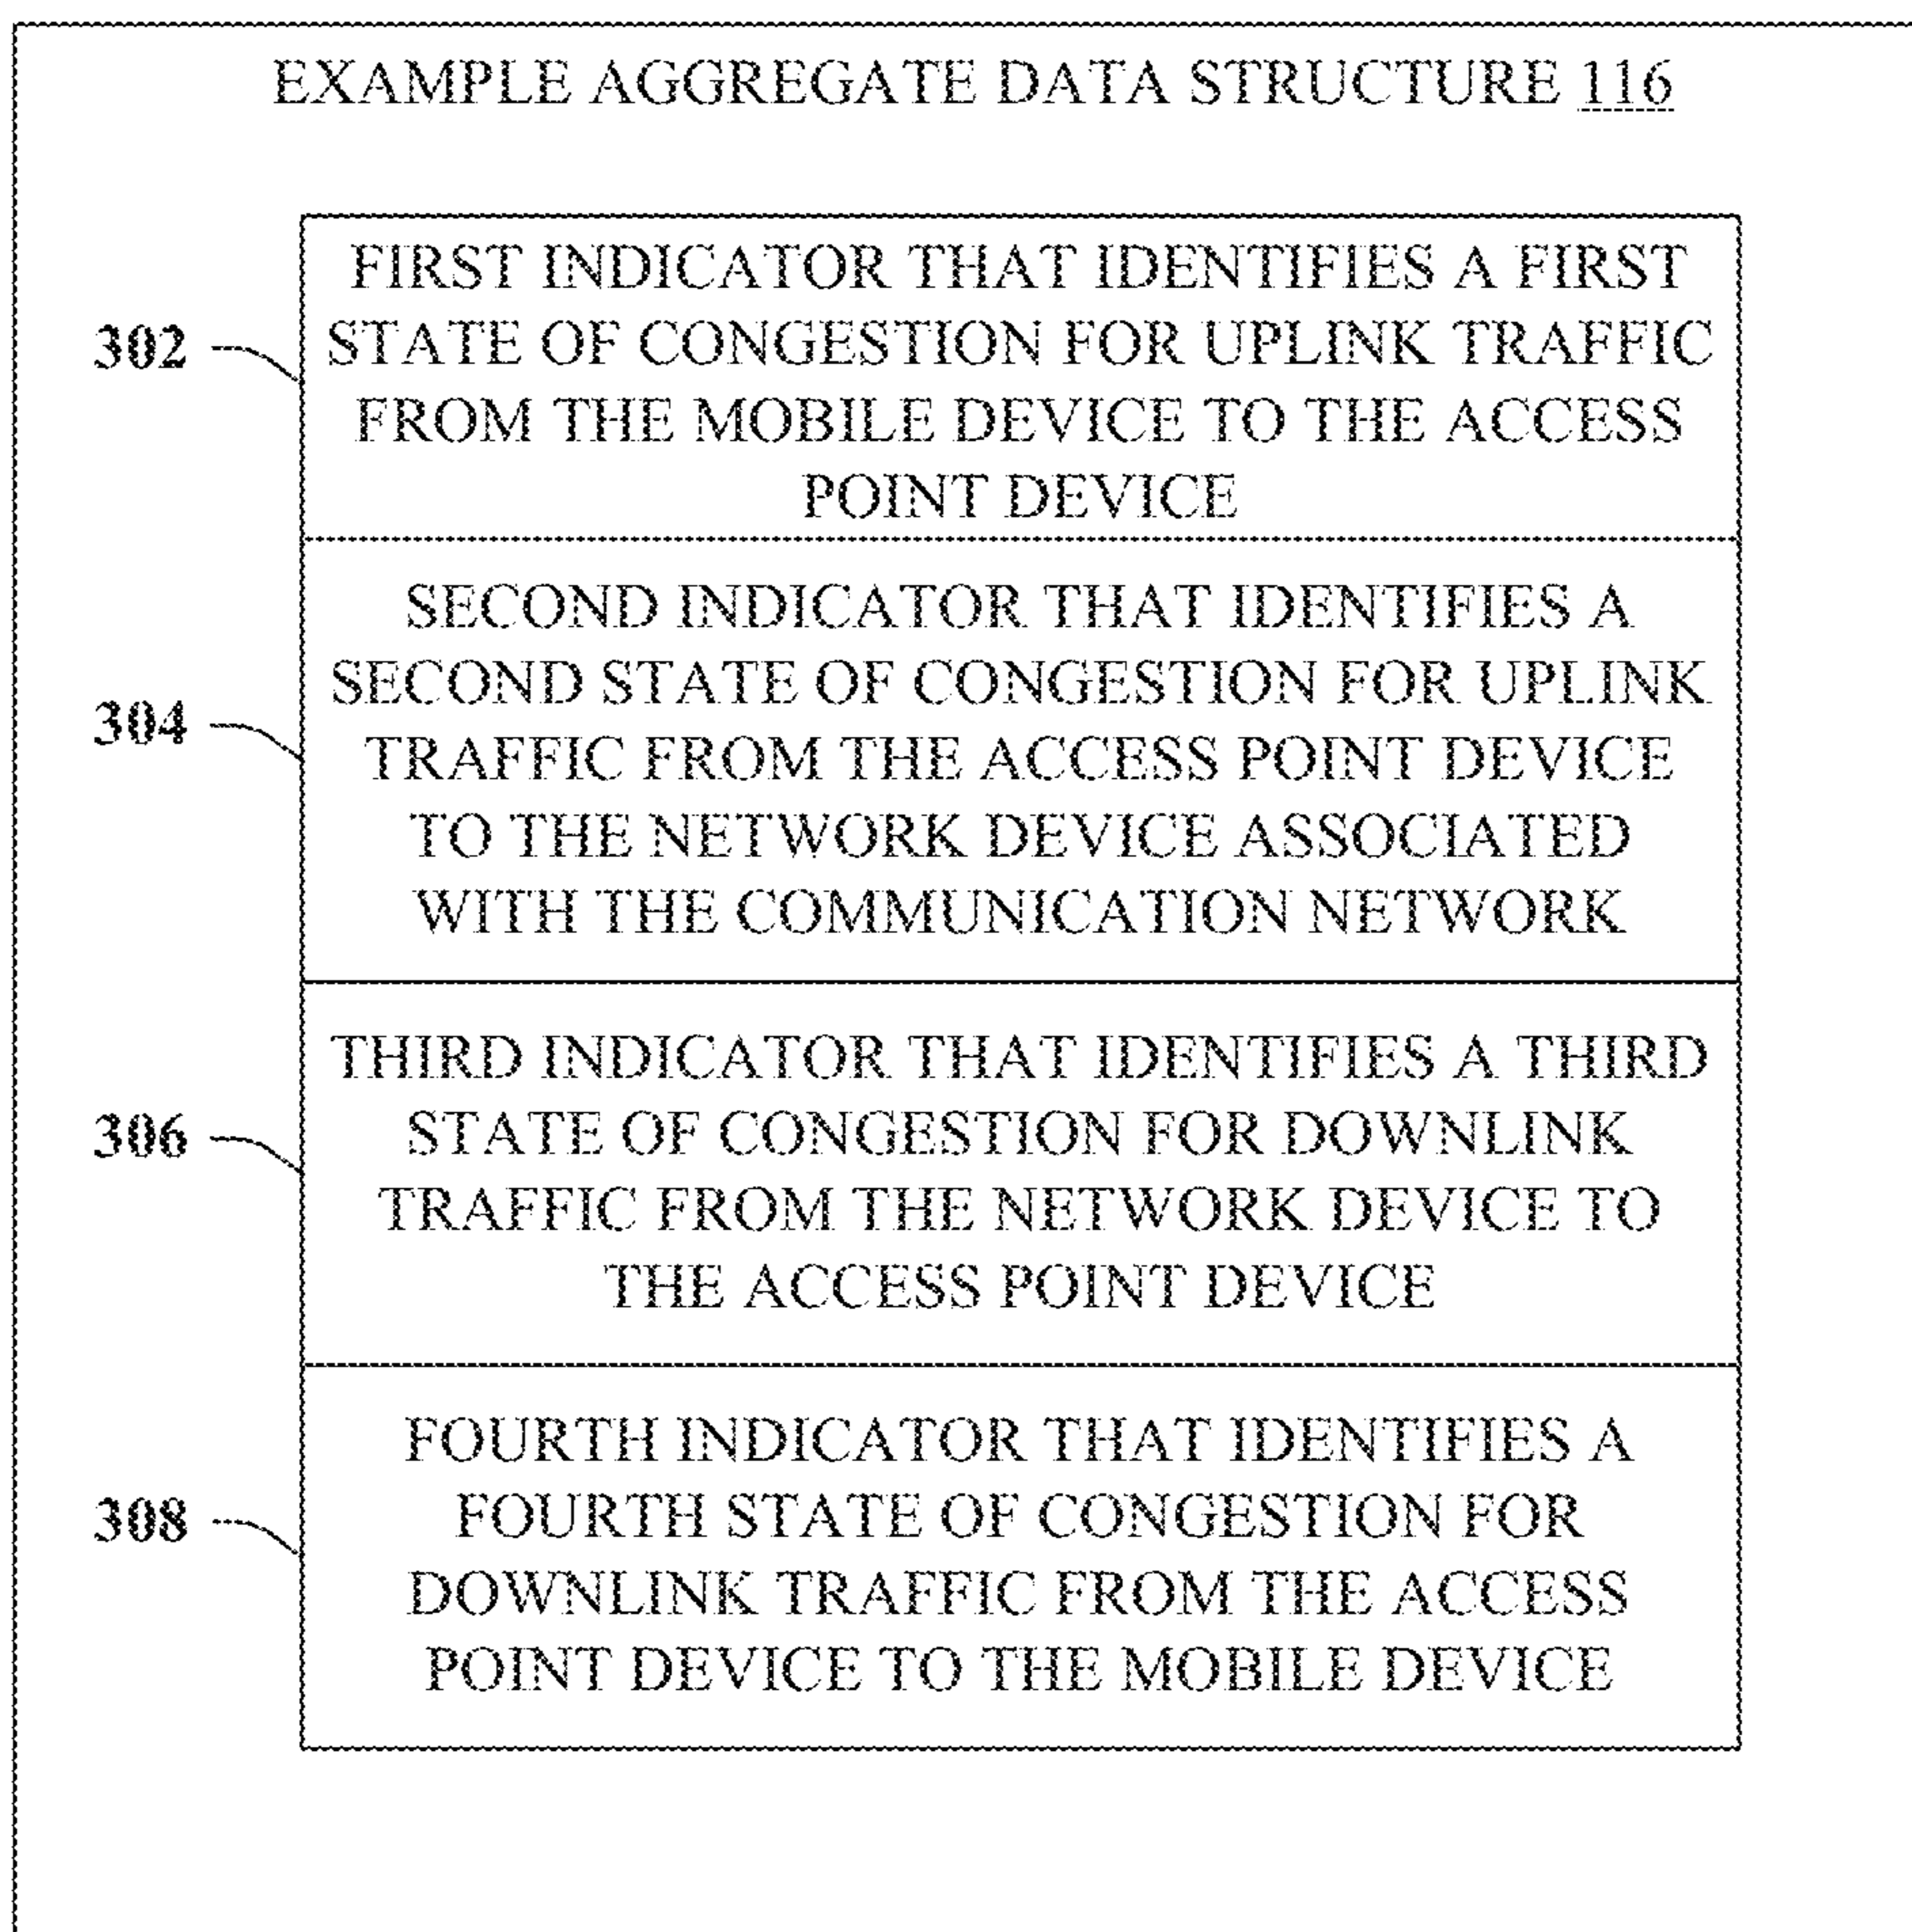 EXAMPLE AGGREGATE DATA STRUCTURE 116
FIRST INDICATOR THAT IDENTIFIES A FIRST
302 STATE OF CONGESTION FOR UPLINK TRAFFIC
FROM THE MOBILE DEVICE TO THE ACCESS
POINT DEVICE
SECOND INDICATOR THAT IDENTIFIES A
SECOND STATE OF CONGESTION FOR UPLINK
304 TRAFFIC FROM THE ACCESS POINT DEVICE
TO THE NETWORK DEVICE ASSOCIATED
WITH THE COMMUNICATION NETWORK
THIRD INDICATOR THAT IDENTIFIES A THIRD
306 STATE OF CONGESTION FOR DOWNLINK
TRAFFIC FROM THE NETWORK DEVICE TO
THE ACCESS POINT DEVICE
FOURTH INDICATOR THAT IDENTIFIES A
308 FOURTH STATE OF CONGESTION FOR
DOWNLINK TRAFFIC FROM THE ACCESS
POINT DEVICE TO THE MOBILE DEVICE